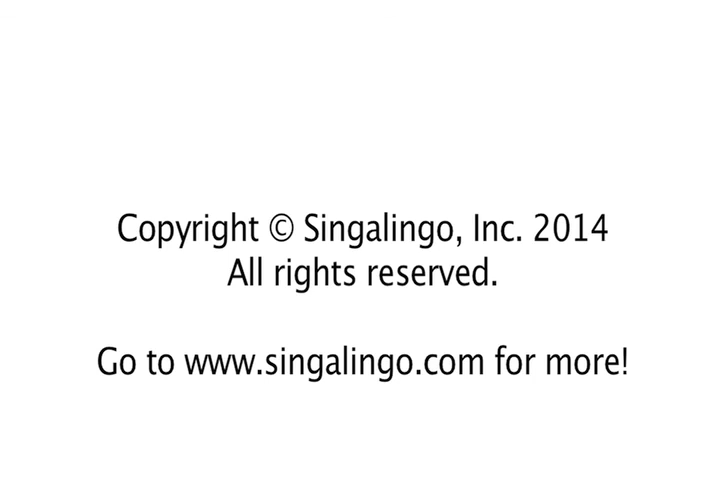 Copyright © Singalingo, Inc. 2014
All rights reserved.
Go to www.singalingo.com for more!